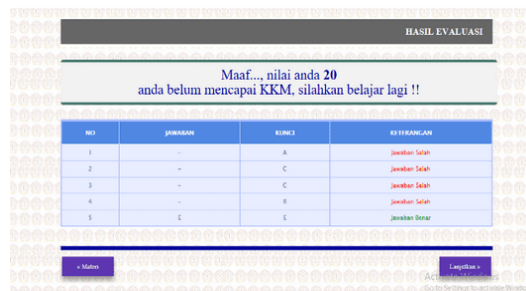 HASIL EVALUASI
Maaf..., nilai anda 20
anda belum mencapai KKM, silahkan belajar lagi !!
NO JAWABAN KUNCI KETERANGAN
1 - A Jawaban Salah
2 - C Jawaban Salah
3 - C Jawaban Salah
4 - B Jawaban Salah
5 E E Jawaban Benar
« Materi Lanjutkan »